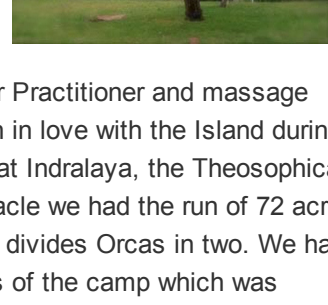 r Practitioner and massage
in love with the Island durin
at Indralaya, the Theosophica
acle we had the run of 72 acr
divides Orcas in two. We ha
s of the camp which was